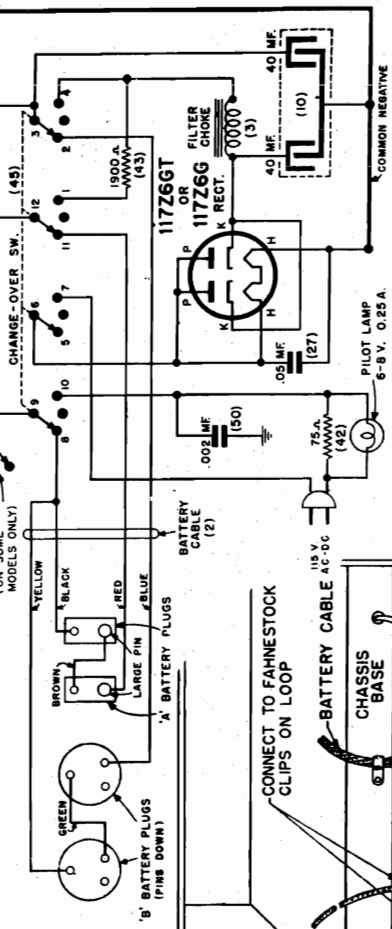 40 MF.
40 MF.
(10)
COMMON NEGATIVE
4
3
2
(45)
CHANGE-OVER SW.
1
12
11
1900 Ω
(43)
117Z6GT
OR
117Z6G
RECT.
FILTER
CHOKE
(3)
K
P
H
P
K
H
7
6
5
.05 MF.
(27)
10
9
8
.002 MF.
(50)
75 Ω
(42)
PILOT LAMP
6-8 V. 0.25 A.
115 V.
AC-DC
MODELS ONLY)
BATTERY
CABLE
(2)
YELLOW
BLACK
RED
BLUE
BROWN
LARGE PIN
'A' BATTERY PLUGS
GREEN
'B' BATTERY PLUGS
(PINS DOWN)
CONNECT TO FAHNESTOCK
CLIPS ON LOOP
BATTERY CABLE
CHASSIS
BASE